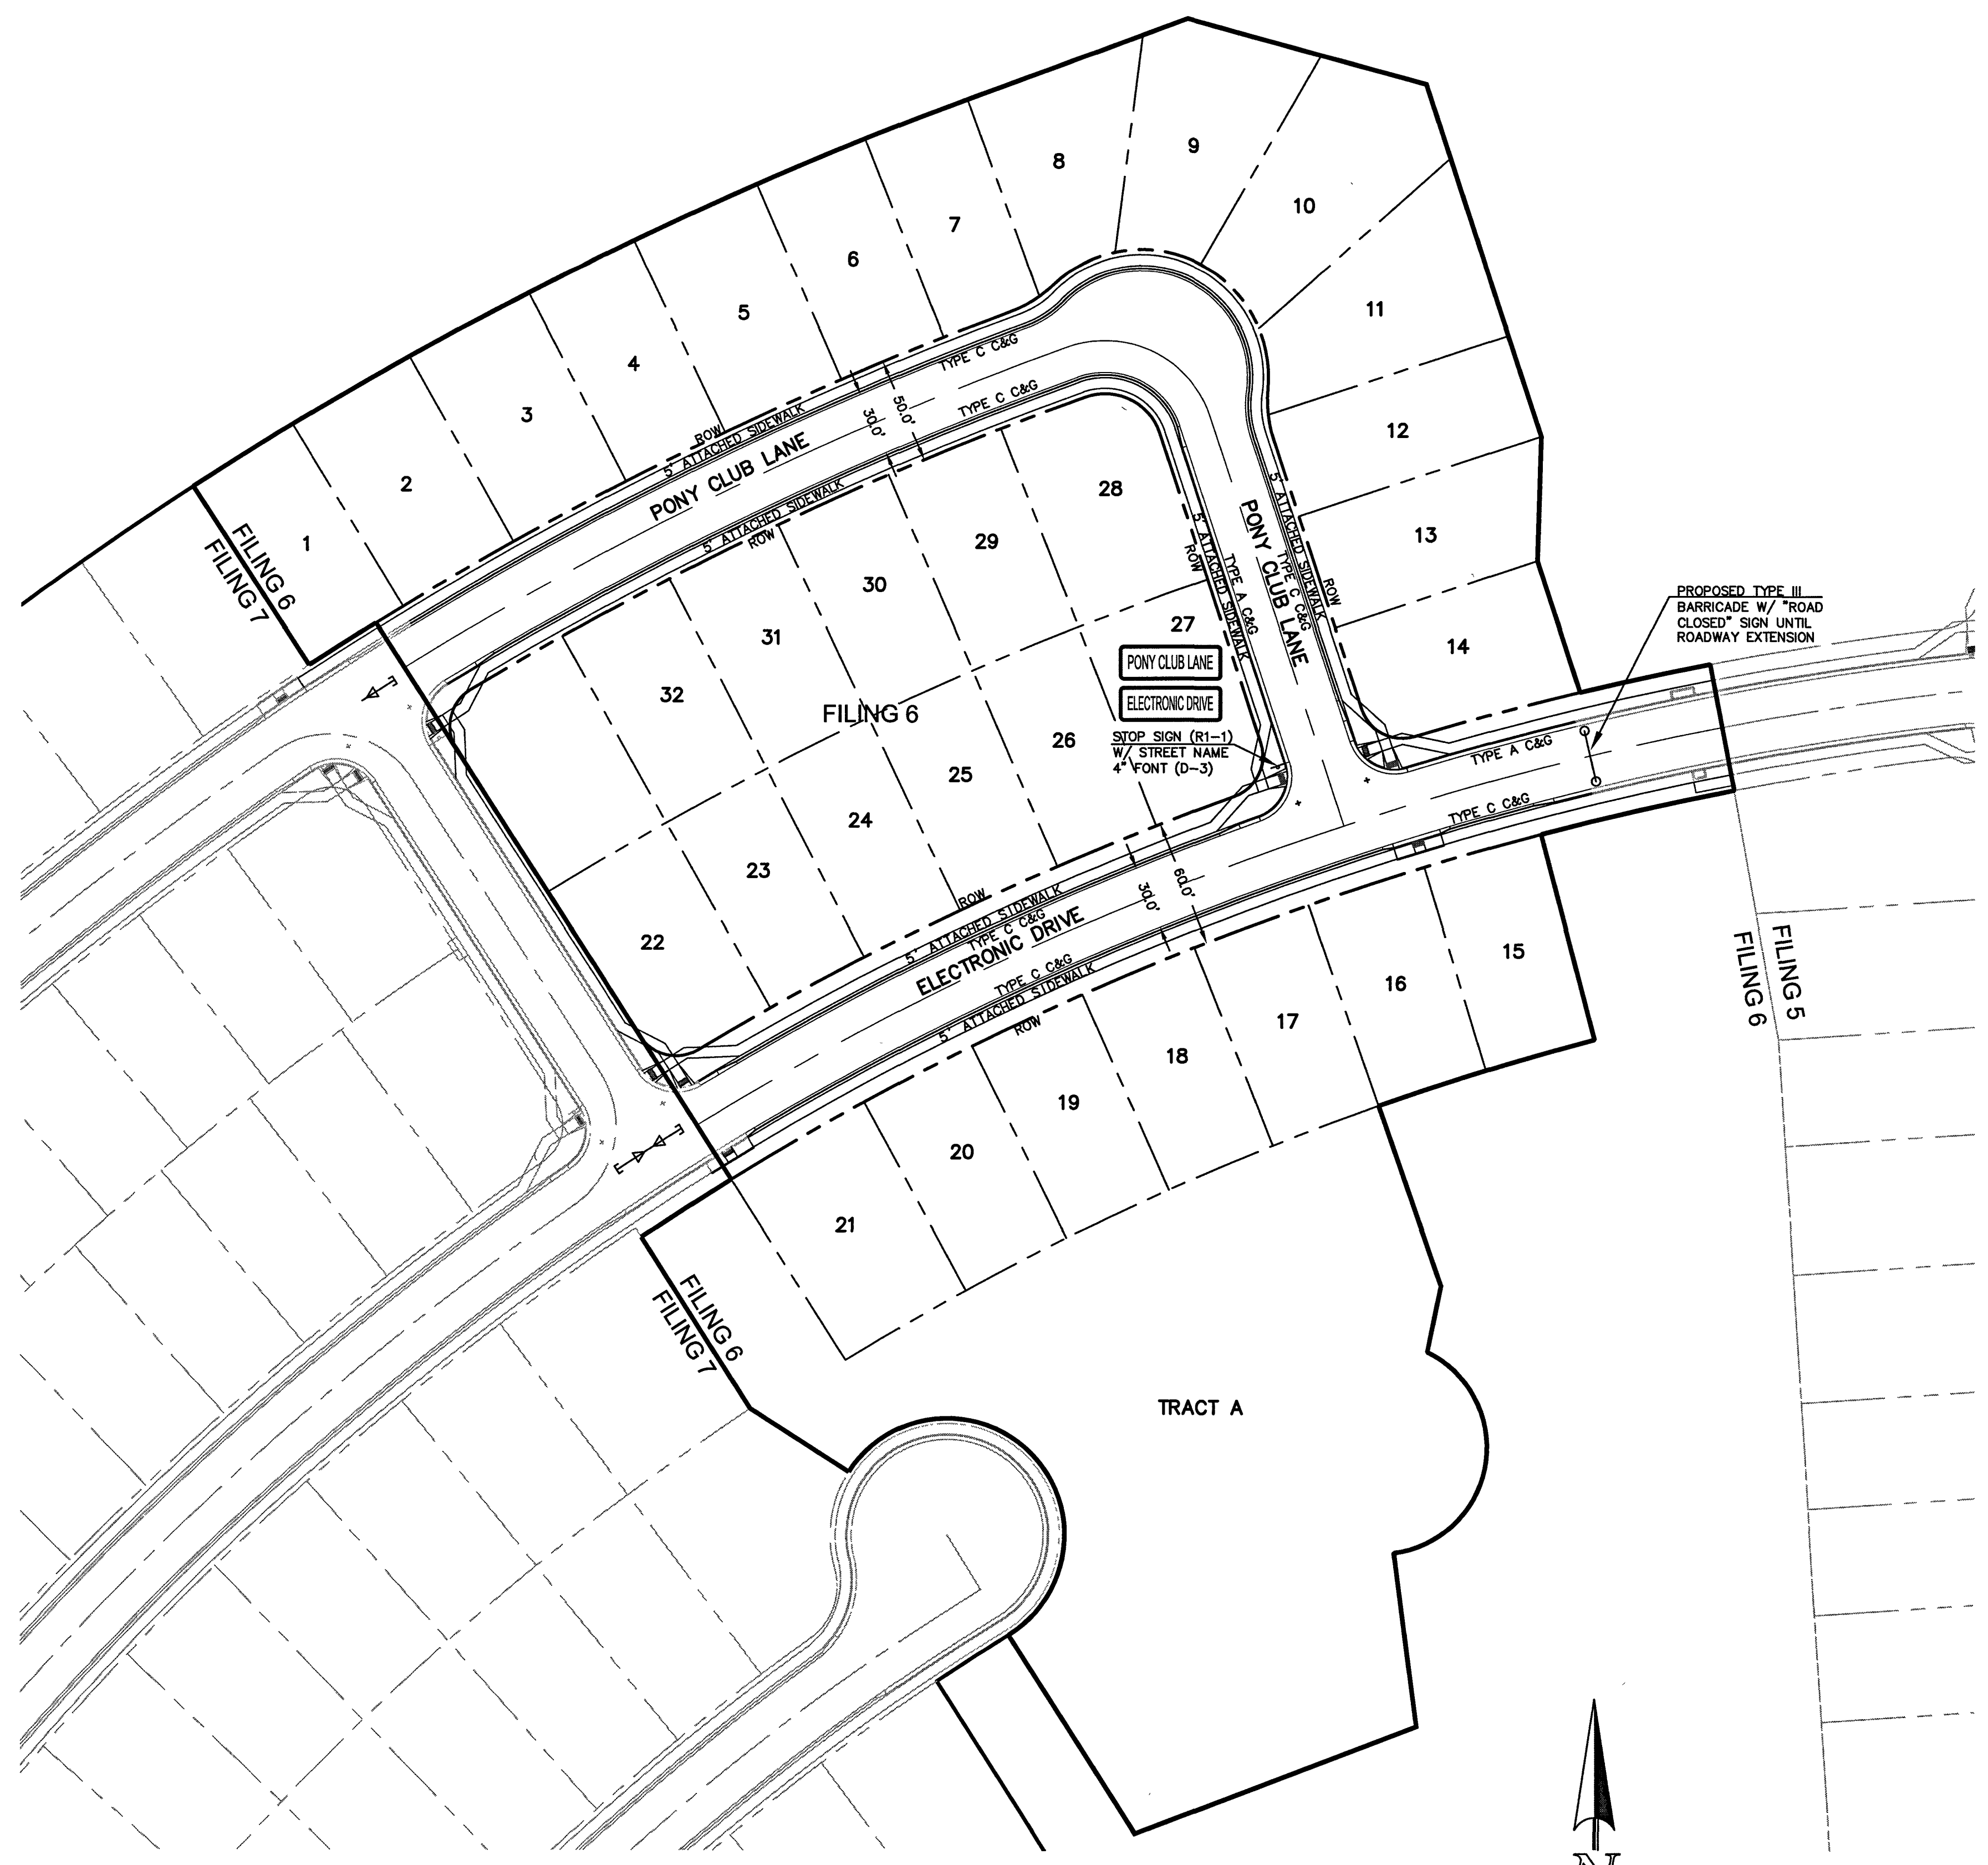 8
9
10
7
6
11
5
4
TYPE C C&G
3
TYPE C C&G
50.0'
30.0'
12
ROW
5' ATTACHED SIDEWALK
PONY CLUB LANE
2
5' ATTACHED SIDEWALK
ROW
28
5' ATTACHED SIDEWALK
PONY CLUB LANE
TYPE C C&G
ROW
5' ATTACHED SIDEWALK
ROW
TYPE A C&G
13
1
FILING 6
FILING 7
29
30
31
27
PROPOSED TYPE III
BARRICADE W/ "ROAD
CLOSED" SIGN UNTIL
ROADWAY EXTENSION
14
PONY CLUB LANE
ELECTRONIC DRIVE
32
FILING 6
26
STOP SIGN (R1-1)
W/ STREET NAME
4" FONT (D-3)
TYPE A C&G
25
24
TYPE C C&G
23
60.0'
30.0'
22
ROW
5' ATTACHED SIDEWALK
TYPE C C&G
ELECTRONIC DRIVE
TYPE C C&G
5' ATTACHED SIDEWALK
ROW
15
16
17
18
19
20
21
FILING 5
FILING 6
FILING 6
FILING 7
TRACT A
N